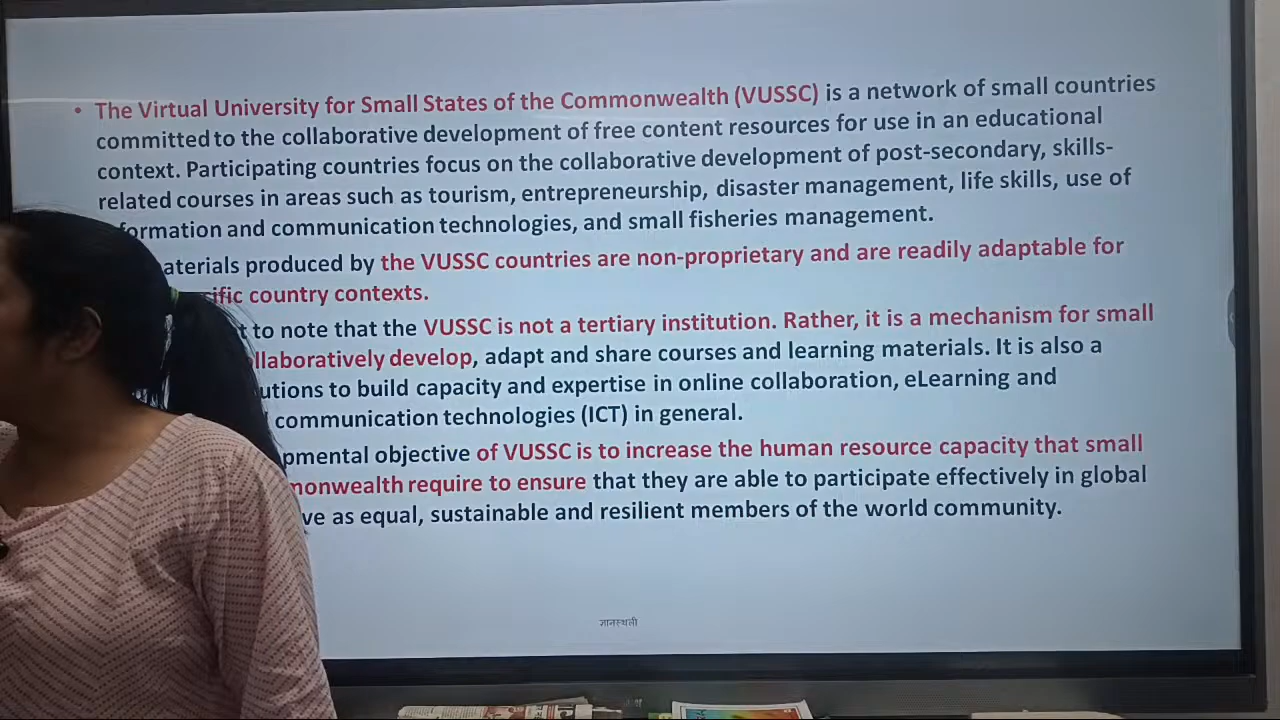 • The Virtual University for Small States of the Commonwealth (VUSSC) is a network of small countries
committed to the collaborative development of free content resources for use in an educational
context. Participating countries focus on the collaborative development of post-secondary, skills-
related courses in areas such as tourism, entrepreneurship, disaster management, life skills, use of
formation and communication technologies, and small fisheries management.
aterials produced by the VUSSC countries are non-proprietary and are readily adaptable for
ific country contexts.
t to note that the VUSSC is not a tertiary institution. Rather, it is a mechanism for small
llaboratively develop, adapt and share courses and learning materials. It is also a
utions to build capacity and expertise in online collaboration, eLearning and
communication technologies (ICT) in general.
pmental objective of VUSSC is to increase the human resource capacity that small
monwealth require to ensure that they are able to participate effectively in global
ve as equal, sustainable and resilient members of the world community.
ज्ञानस्थली